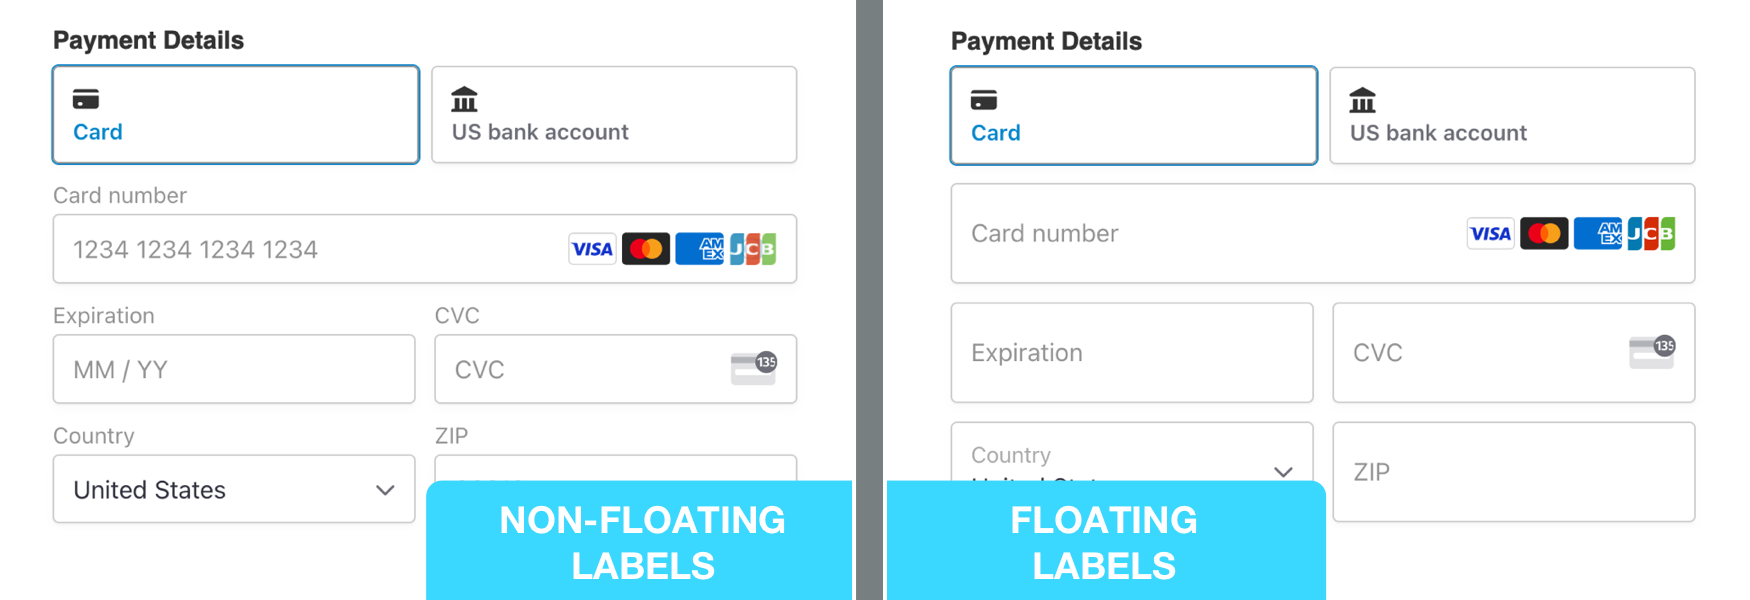 Payment Details
Card
US bank account
Card number
1234 1234 1234 1234
VISA
AM
EX
JCB
Expiration
CVC
MM / YY
CVC
135
Country
ZIP
United States
NON-FLOATING
LABELS
Payment Details
Card
US bank account
Card number
VISA
AM
EX
JCB
Expiration
CVC
135
Country
ZIP
FLOATING
LABELS